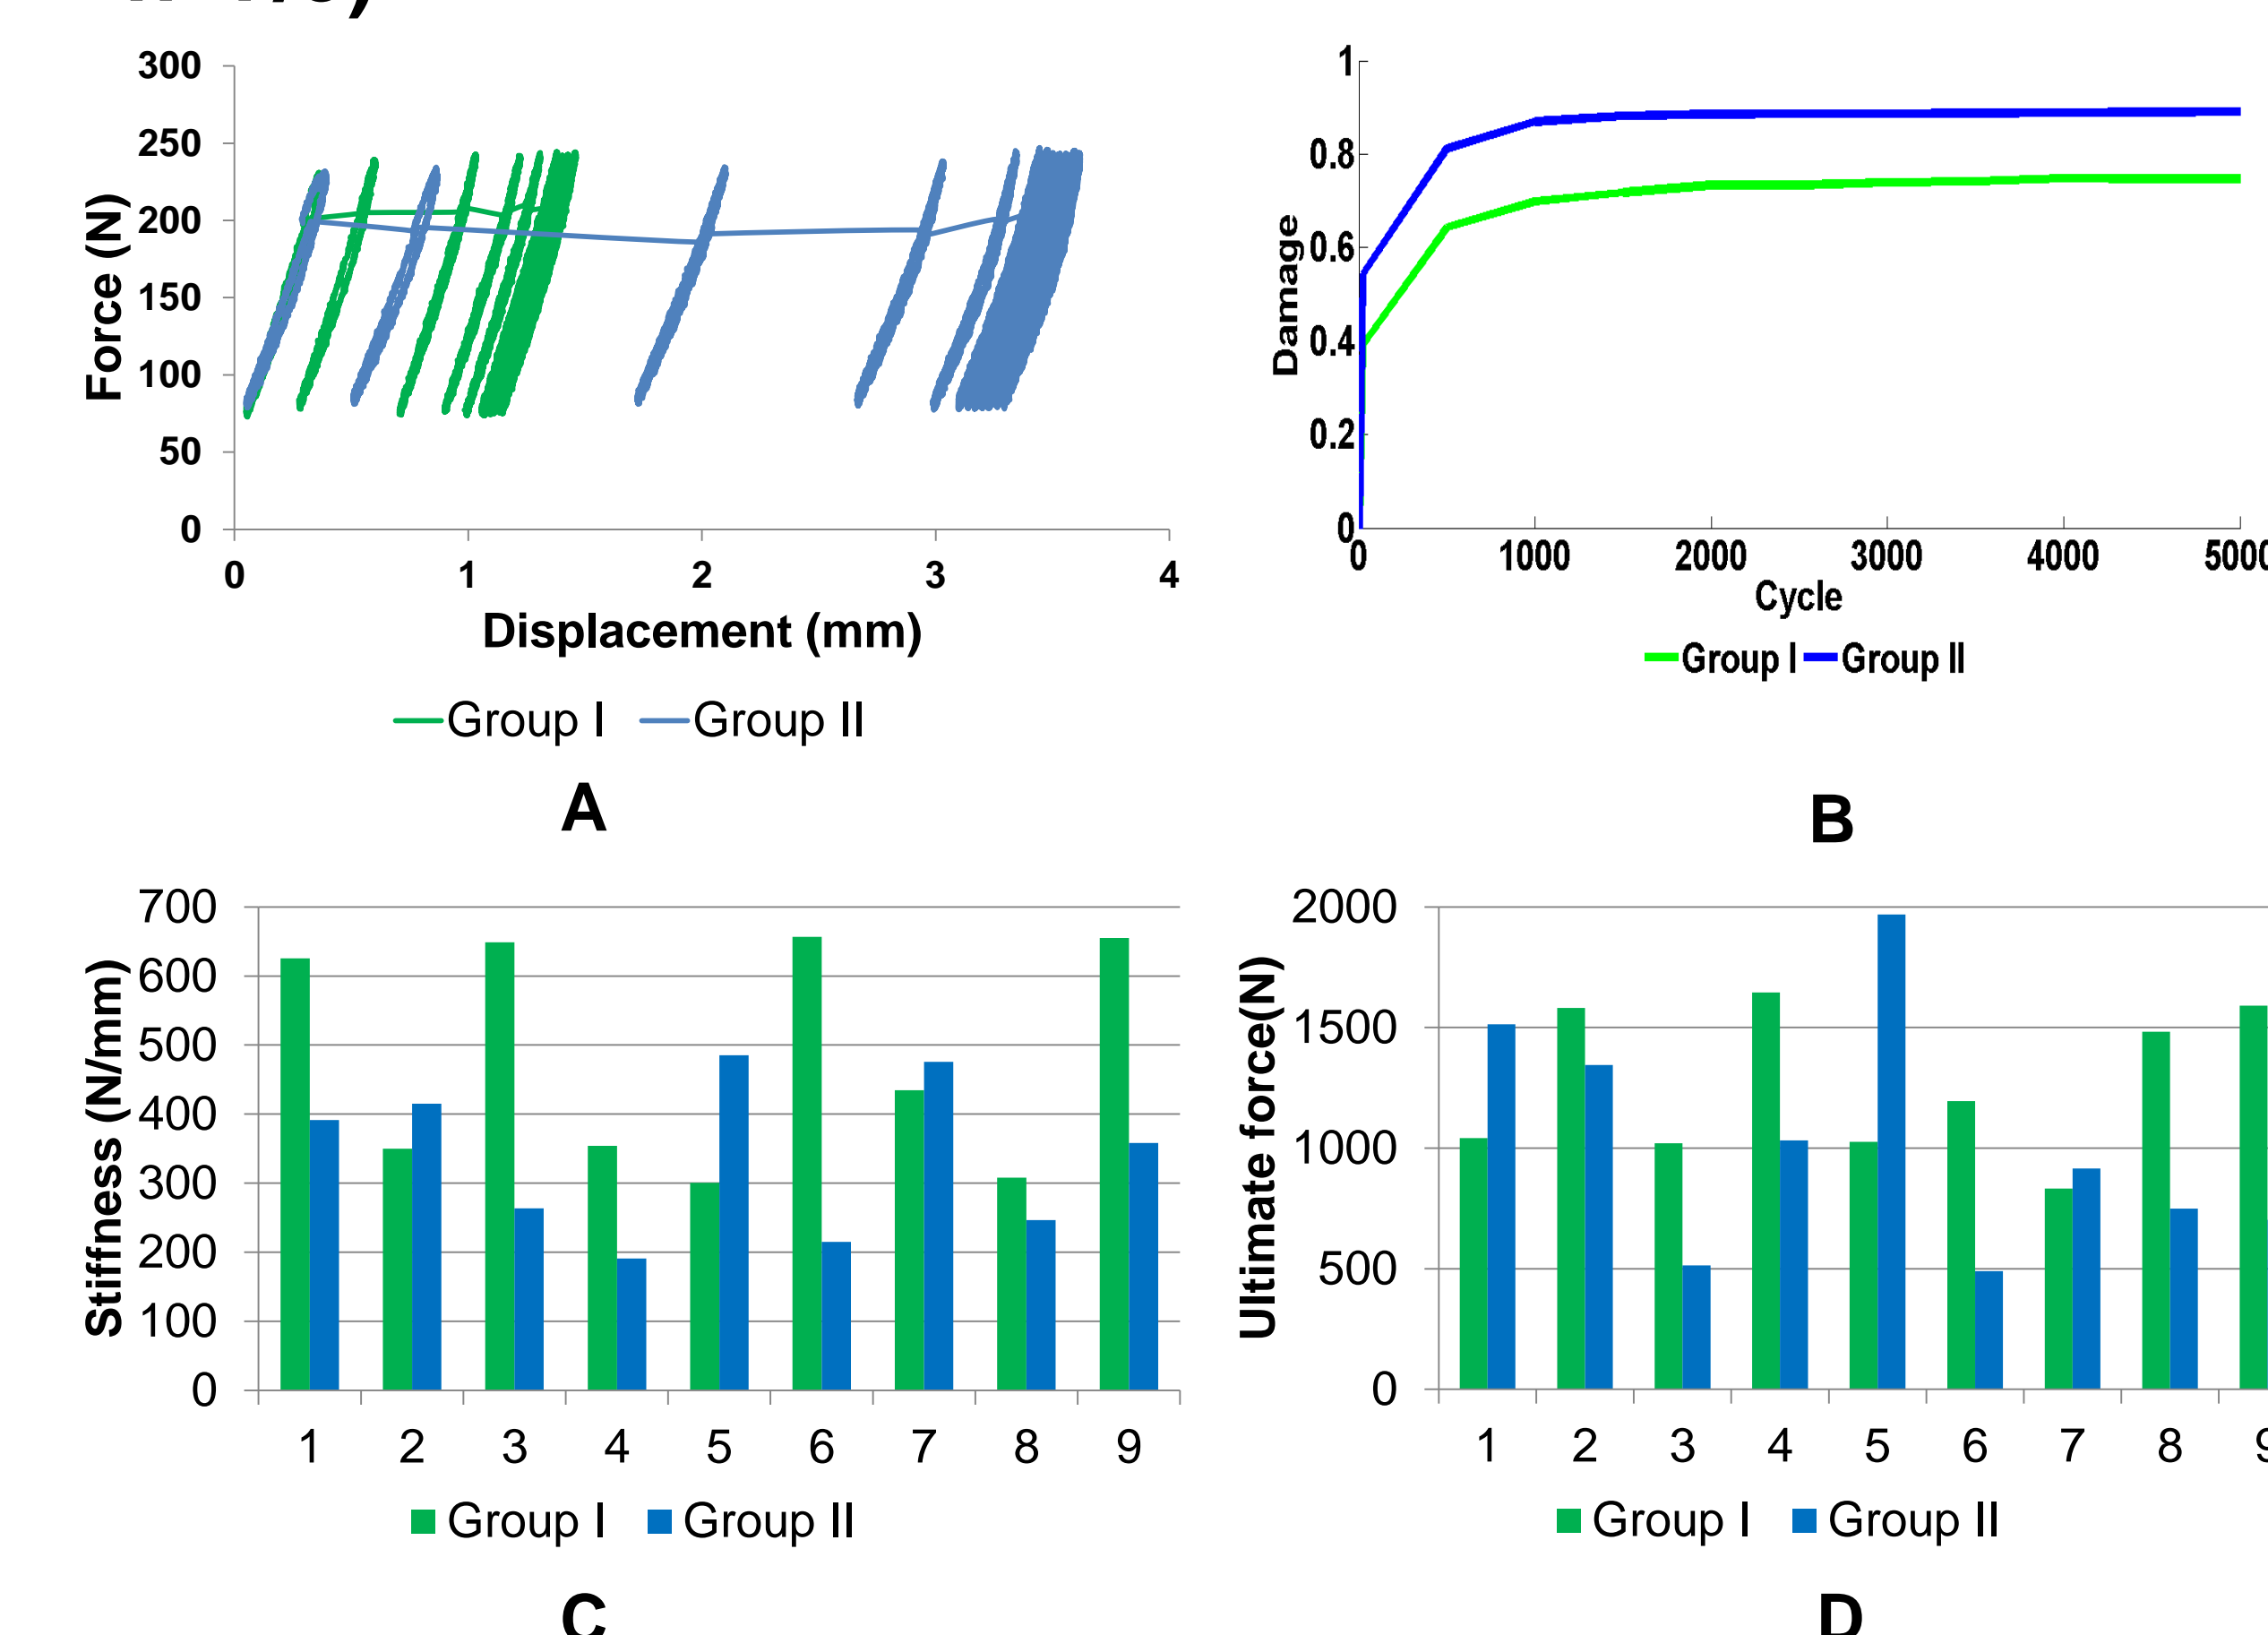 300
250
200
150
100
50
0
Force (N)
0 1 2 3 4
Displacement (mm)
Group I Group II
A
1
0.8
0.6
0.4
0.2
0
Damage
0 1000 2000 3000 4000
Cycle
Group I Group II
B
700
600
500
400
300
200
100
0
Stiffness (N/mm)
1 2 3 4 5 6 7 8 9
Group I Group II
C
2000
1500
1000
500
0
Ultimate force(N)
1 2 3 4 5 6 7 8
Group I Group II
D